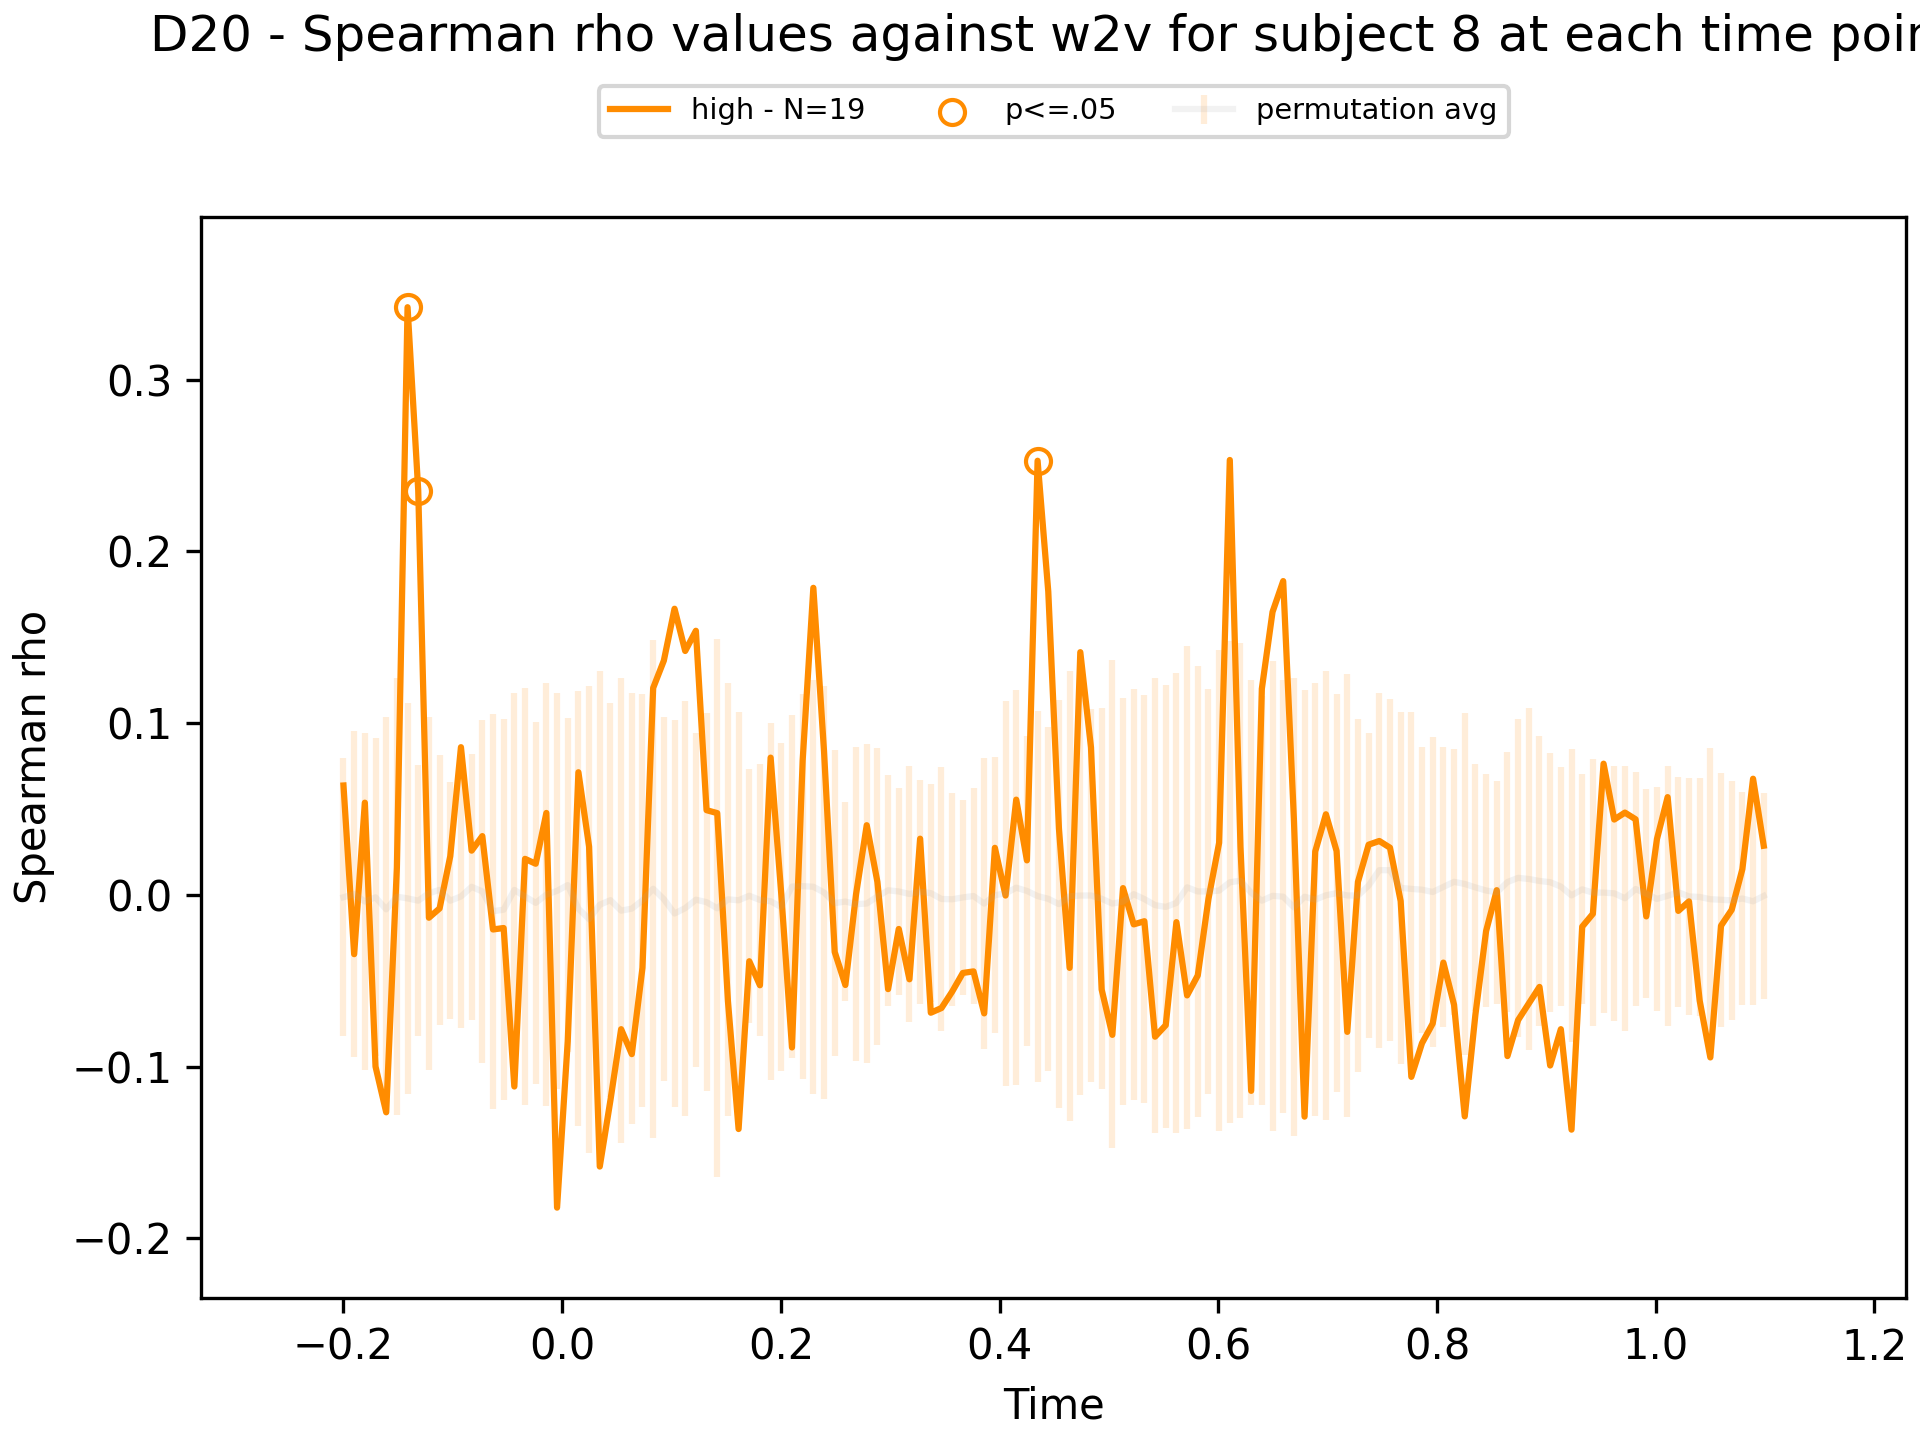 D20 - Spearman rho values against w2v for subject 8 at each time
high - N=19 p<=.05 permutation avg
Spearman rho
0.3
0.2
0.1
0.0
−0.1
−0.2
−0.2 0.0 0.2 0.4 0.6 0.8 1.0 1.2
Time